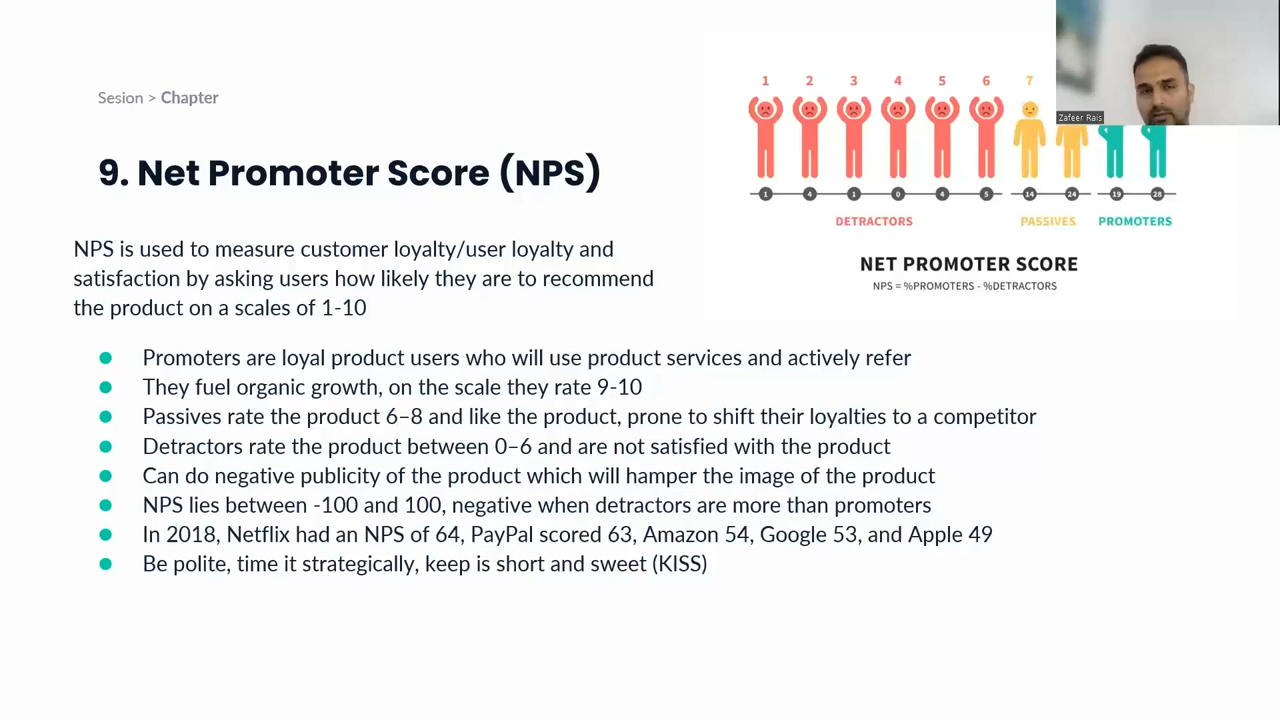 Sesion > Chapter
9. Net Promoter Score (NPS)
NPS is used to measure customer loyalty/user loyalty and
satisfaction by asking users how likely they are to recommend
the product on a scales of 1-10
1 2 3 4 5 6 7
Zafeer Rais
1 4 1 0 4 5 14 24 19 28
DETRACTORS PASSIVES PROMOTERS
NET PROMOTER SCORE
NPS = %PROMOTERS - %DETRACTORS
Promoters are loyal product users who will use product services and actively refer
They fuel organic growth, on the scale they rate 9-10
Passives rate the product 6–8 and like the product, prone to shift their loyalties to a competitor
Detractors rate the product between 0–6 and are not satisfied with the product
Can do negative publicity of the product which will hamper the image of the product
NPS lies between -100 and 100, negative when detractors are more than promoters
In 2018, Netflix had an NPS of 64, PayPal scored 63, Amazon 54, Google 53, and Apple 49
Be polite, time it strategically, keep is short and sweet (KISS)